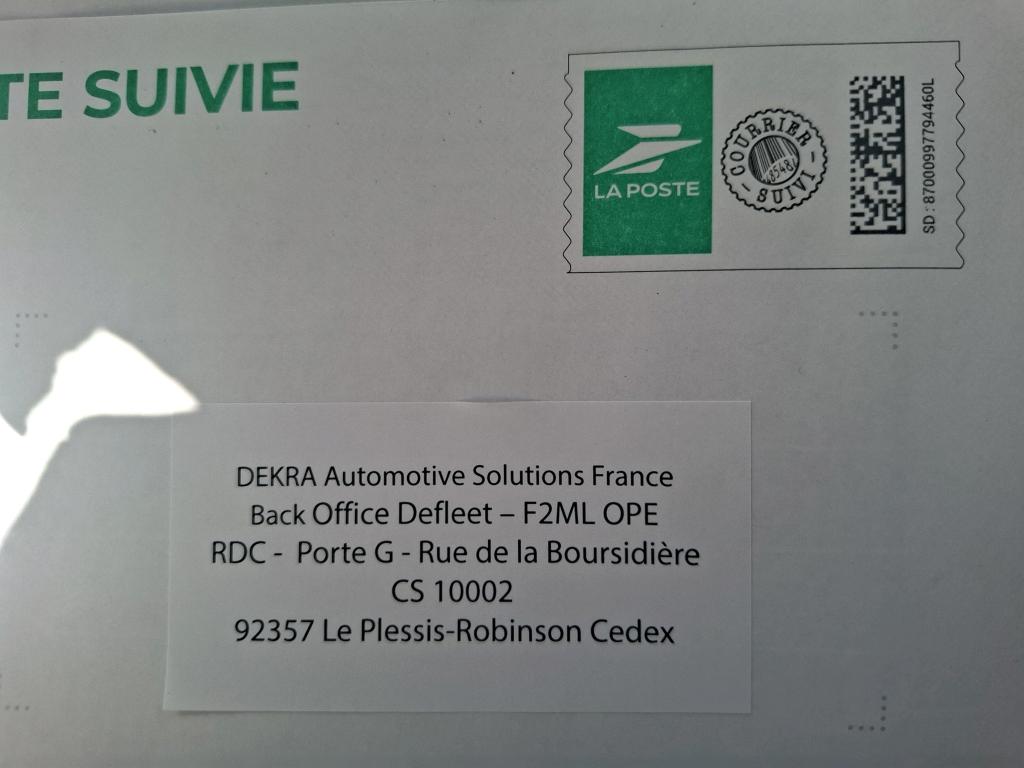 TE SUIVIE
LA POSTE
COURRIER
8548
SUIVI
SD : 87000997794460L
DEKRA Automotive Solutions France
Back Office Defleet – F2ML OPE
RDC - Porte G - Rue de la Boursidière
CS 10002
92357 Le Plessis-Robinson Cedex